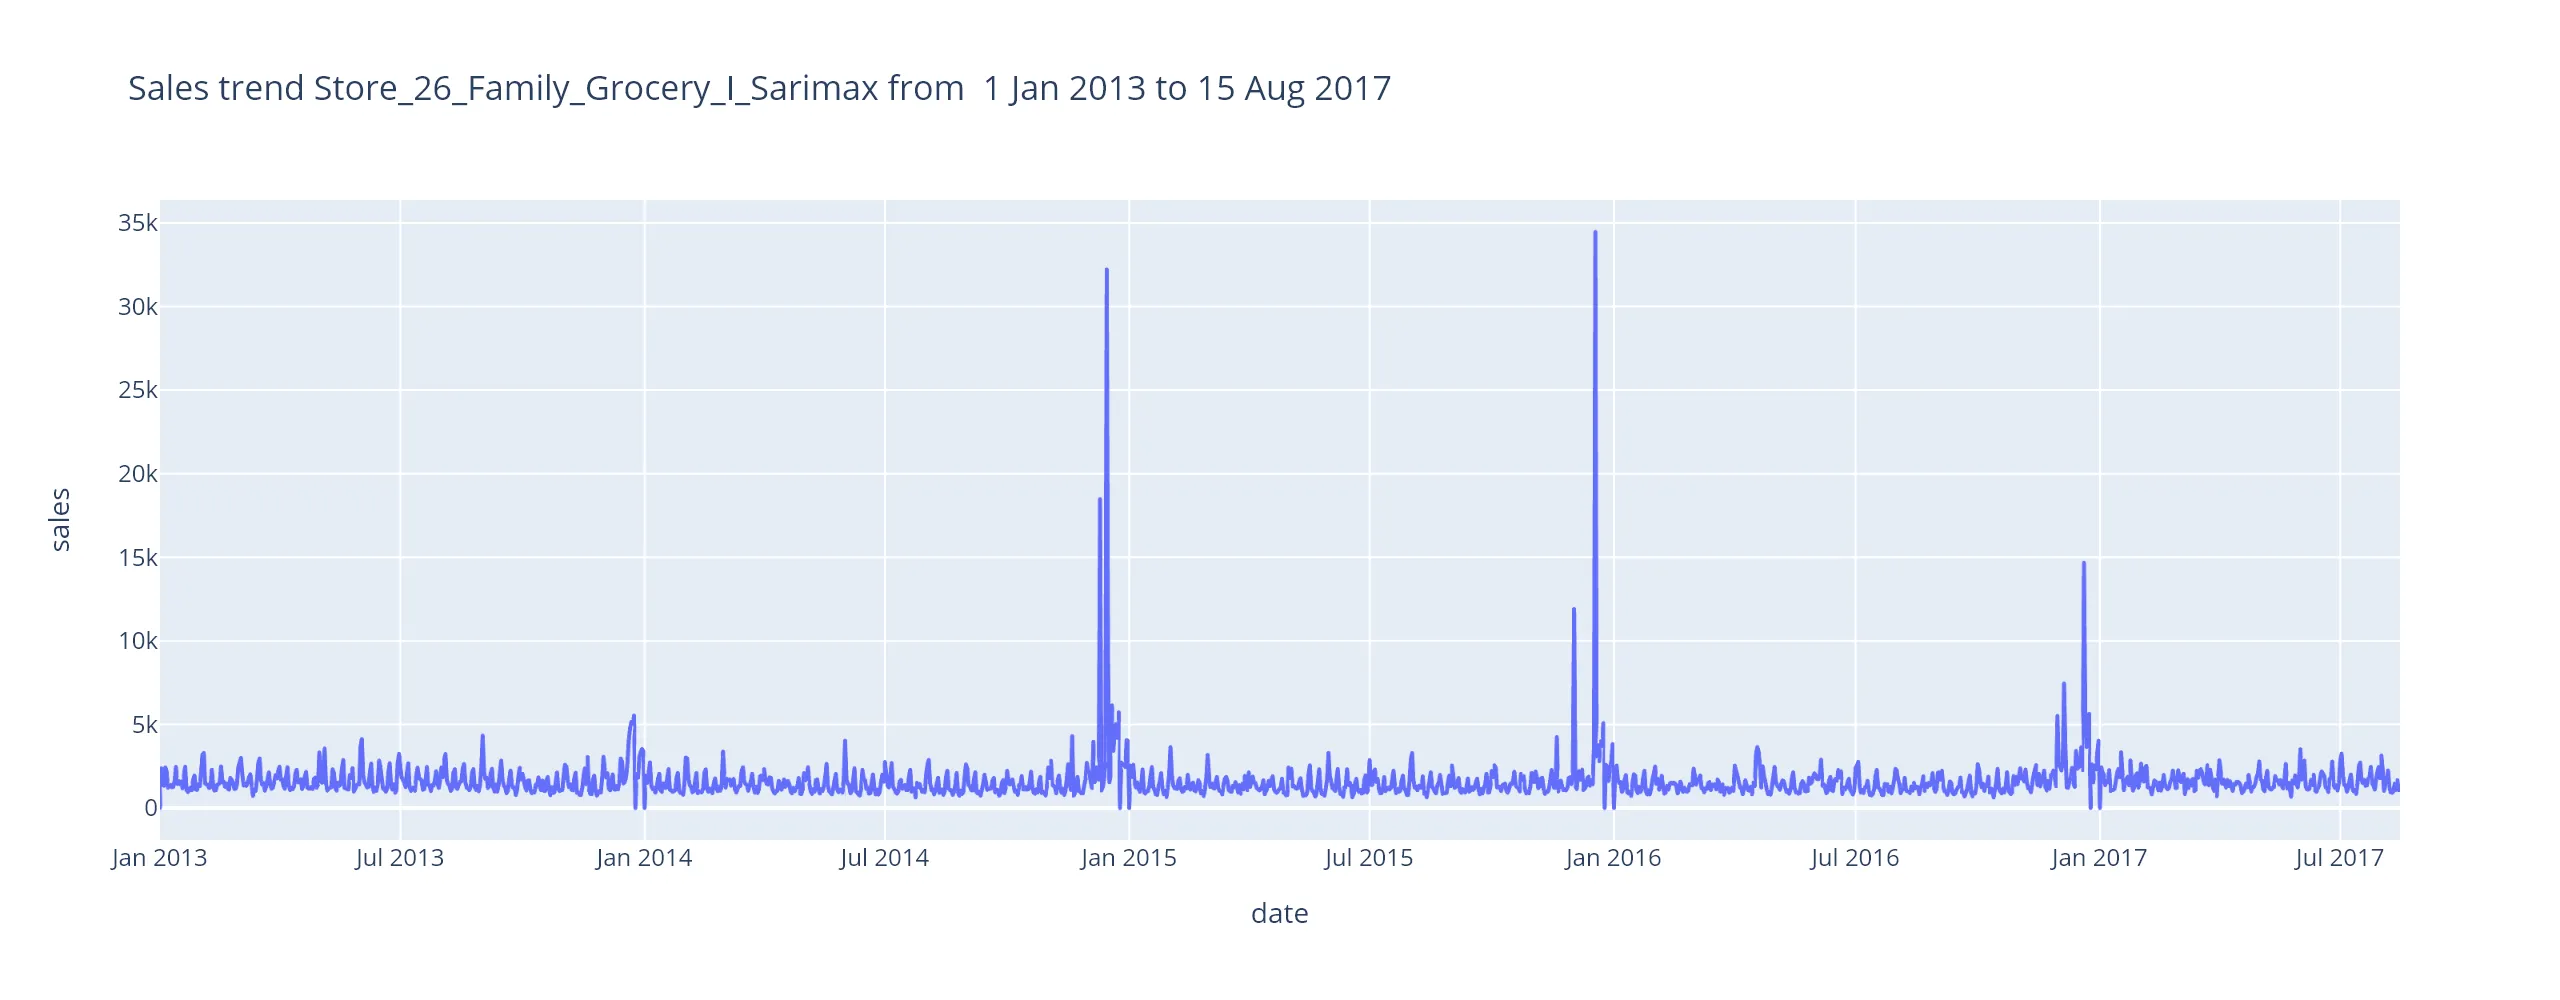 Sales trend Store_26_Family_Grocery_I_Sarimax from  1 Jan 2013 to 15 Aug 2017
35k
30k
25k
20k
15k
10k
5k
0
sales
Jan 2013 Jul 2013 Jan 2014 Jul 2014 Jan 2015 Jul 2015 Jan 2016 Jul 2016 Jan 2017 Jul 2017
date